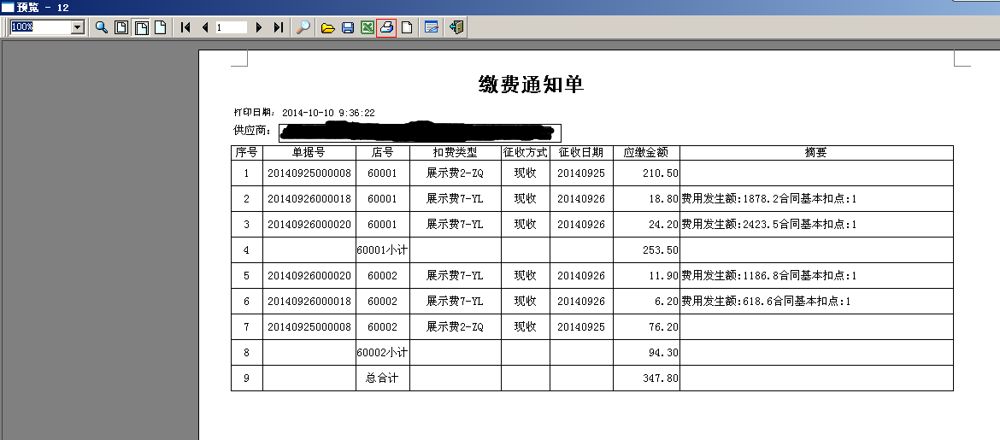 预览 - 12
100%
1
缴费通知单
打印日期: 2014-10-10 9:36:22
供应商:
序号 单据号 店号 扣费类型 征收方式 征收日期 应缴金额 摘要
1 20140925000008 60001 展示费2-ZQ 现收 20140925 210.50
2 20140926000018 60001 展示费7-YL 现收 20140926 18.80 费用发生额:1878.2合同基本扣点:1
3 20140926000020 60001 展示费7-YL 现收 20140926 24.20 费用发生额:2423.5合同基本扣点:1
4 60001小计 253.50
5 20140926000020 60002 展示费7-YL 现收 20140926 11.90 费用发生额:1186.8合同基本扣点:1
6 20140926000018 60002 展示费7-YL 现收 20140926 6.20 费用发生额:618.6合同基本扣点:1
7 20140925000008 60002 展示费2-ZQ 现收 20140925 76.20
8 60002小计 94.30
9 总合计 347.80